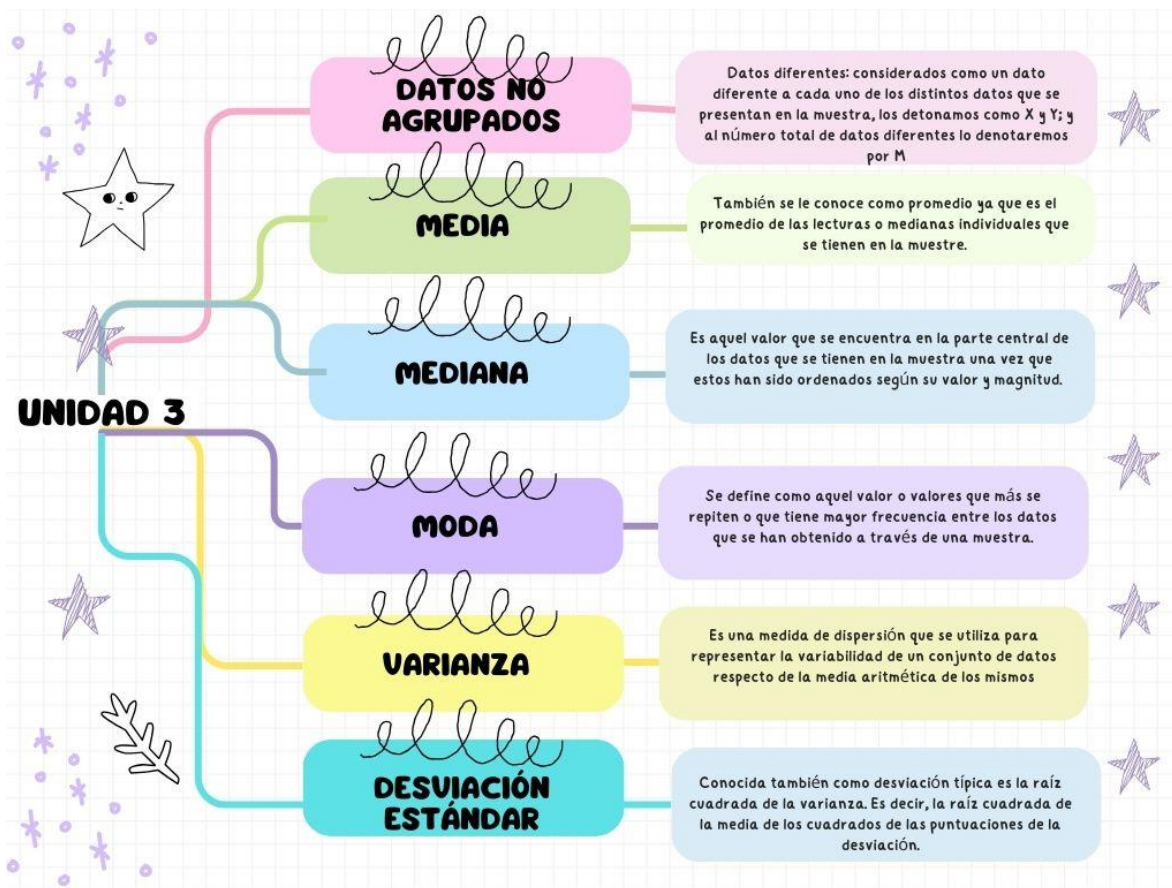 DATOS NO
AGRUPADOS
Datos diferentes: considerados como un dato
diferente a cada uno de los distintos datos que se
presentan en la muestra, los detonamos como X y Y; y
al número total de datos diferentes lo denotaremos
por M
MEDIA
También se le conoce como promedio ya que es el
promedio de las lecturas o medianas individuales que
se tienen en la muestre.
MEDIANA
Es aquel valor que se encuentra en la parte central de
los datos que se tienen en la muestra una vez que
estos han sido ordenados según su valor y magnitud.
UNIDAD 3
MODA
Se define como aquel valor o valores que más se
repiten o que tiene mayor frecuencia entre los datos
que se han obtenido a través de una muestra.
VARIANZA
Es una medida de dispersión que se utiliza para
representar la variabilidad de un conjunto de datos
respecto de la media aritmética de los mismos
DESVIACIÓN
ESTÁNDAR
Conocida también como desviación típica es la raíz
cuadrada de la varianza. Es decir, la raíz cuadrada de
la media de los cuadrados de las puntuaciones de la
desviación.